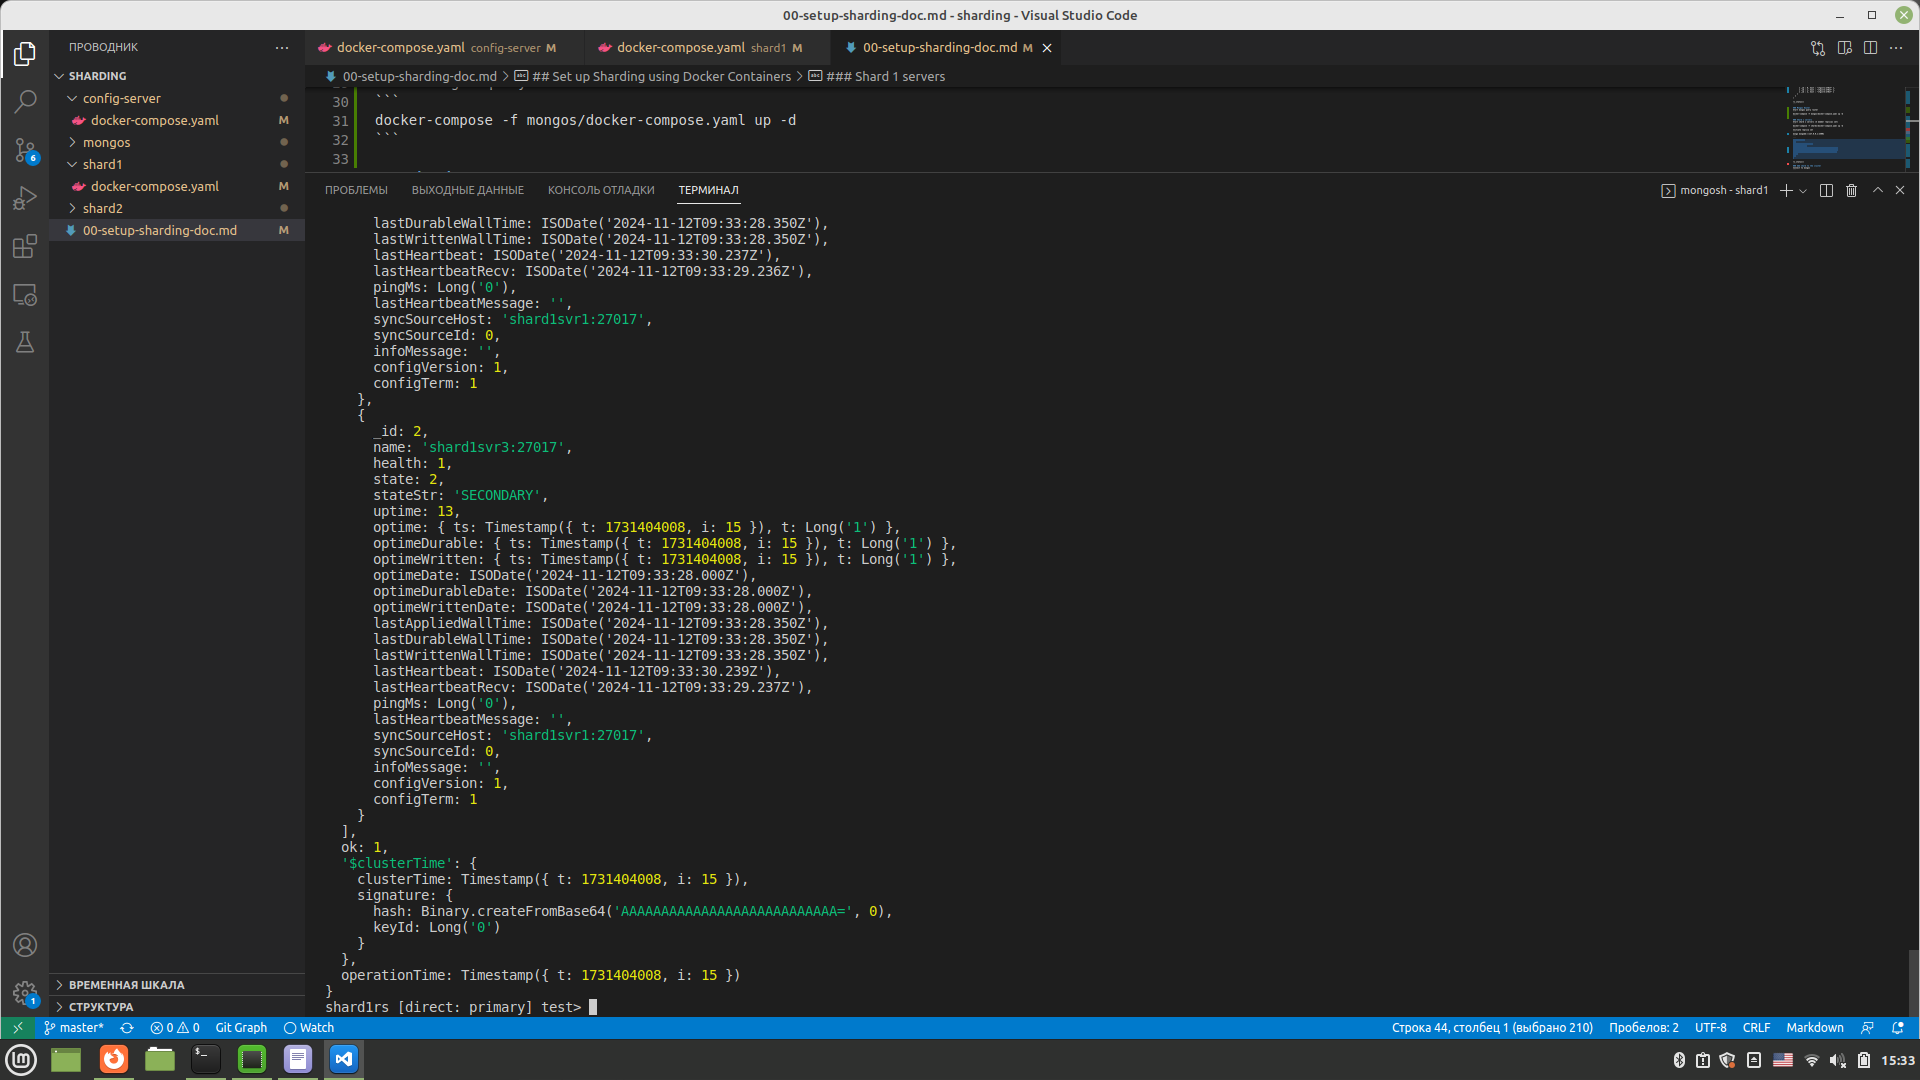 00-setup-sharding-doc.md - sharding - Visual Studio Code
ПРОВОДНИК
docker-compose.yaml config-server M
docker-compose.yaml shard1 M
00-setup-sharding-doc.md M
SHARDING
00-setup-sharding-doc.md > ## Set up Sharding using Docker Containers > ### Shard 1 servers
config-server
docker-compose.yaml M
mongos
shard1
docker-compose.yaml M
shard2
00-setup-sharding-doc.md M
30 ```
31 docker-compose -f mongos/docker-compose.yaml up -d
32 ```
33
ПРОБЛЕМЫ ВЫХОДНЫЕ ДАННЫЕ КОНСОЛЬ ОТЛАДКИ ТЕРМИНАЛ
mongosh - shard1
lastDurableWallTime: ISODate('2024-11-12T09:33:28.350Z'),
lastWrittenWallTime: ISODate('2024-11-12T09:33:28.350Z'),
lastHeartbeat: ISODate('2024-11-12T09:33:30.237Z'),
lastHeartbeatRecv: ISODate('2024-11-12T09:33:29.236Z'),
pingMs: Long('0'),
lastHeartbeatMessage: '',
syncSourceHost: 'shard1svr1:27017',
syncSourceId: 0,
infoMessage: '',
configVersion: 1,
configTerm: 1
},
{
_id: 2,
name: 'shard1svr3:27017',
health: 1,
state: 2,
stateStr: 'SECONDARY',
uptime: 13,
optime: { ts: Timestamp({ t: 1731404008, i: 15 }), t: Long('1') },
optimeDurable: { ts: Timestamp({ t: 1731404008, i: 15 }), t: Long('1') },
optimeWritten: { ts: Timestamp({ t: 1731404008, i: 15 }), t: Long('1') },
optimeDate: ISODate('2024-11-12T09:33:28.000Z'),
optimeDurableDate: ISODate('2024-11-12T09:33:28.000Z'),
optimeWrittenDate: ISODate('2024-11-12T09:33:28.000Z'),
lastAppliedWallTime: ISODate('2024-11-12T09:33:28.350Z'),
lastDurableWallTime: ISODate('2024-11-12T09:33:28.350Z'),
lastWrittenWallTime: ISODate('2024-11-12T09:33:28.350Z'),
lastHeartbeat: ISODate('2024-11-12T09:33:30.239Z'),
lastHeartbeatRecv: ISODate('2024-11-12T09:33:29.237Z'),
pingMs: Long('0'),
lastHeartbeatMessage: '',
syncSourceHost: 'shard1svr1:27017',
syncSourceId: 0,
infoMessage: '',
configVersion: 1,
configTerm: 1
}
],
ok: 1,
'$clusterTime': {
clusterTime: Timestamp({ t: 1731404008, i: 15 }),
signature: {
hash: Binary.createFromBase64('AAAAAAAAAAAAAAAAAAAAAAAAAAA=', 0),
keyId: Long('0')
}
},
operationTime: Timestamp({ t: 1731404008, i: 15 })
}
shard1rs [direct: primary] test>
ВРЕМЕННАЯ ШКАЛА
СТРУКТУРА
6
1
master* 0 0 Git Graph Watch
Строка 44, столбец 1 (выбрано 210) Пробелов: 2 UTF-8 CRLF Markdown
15:33